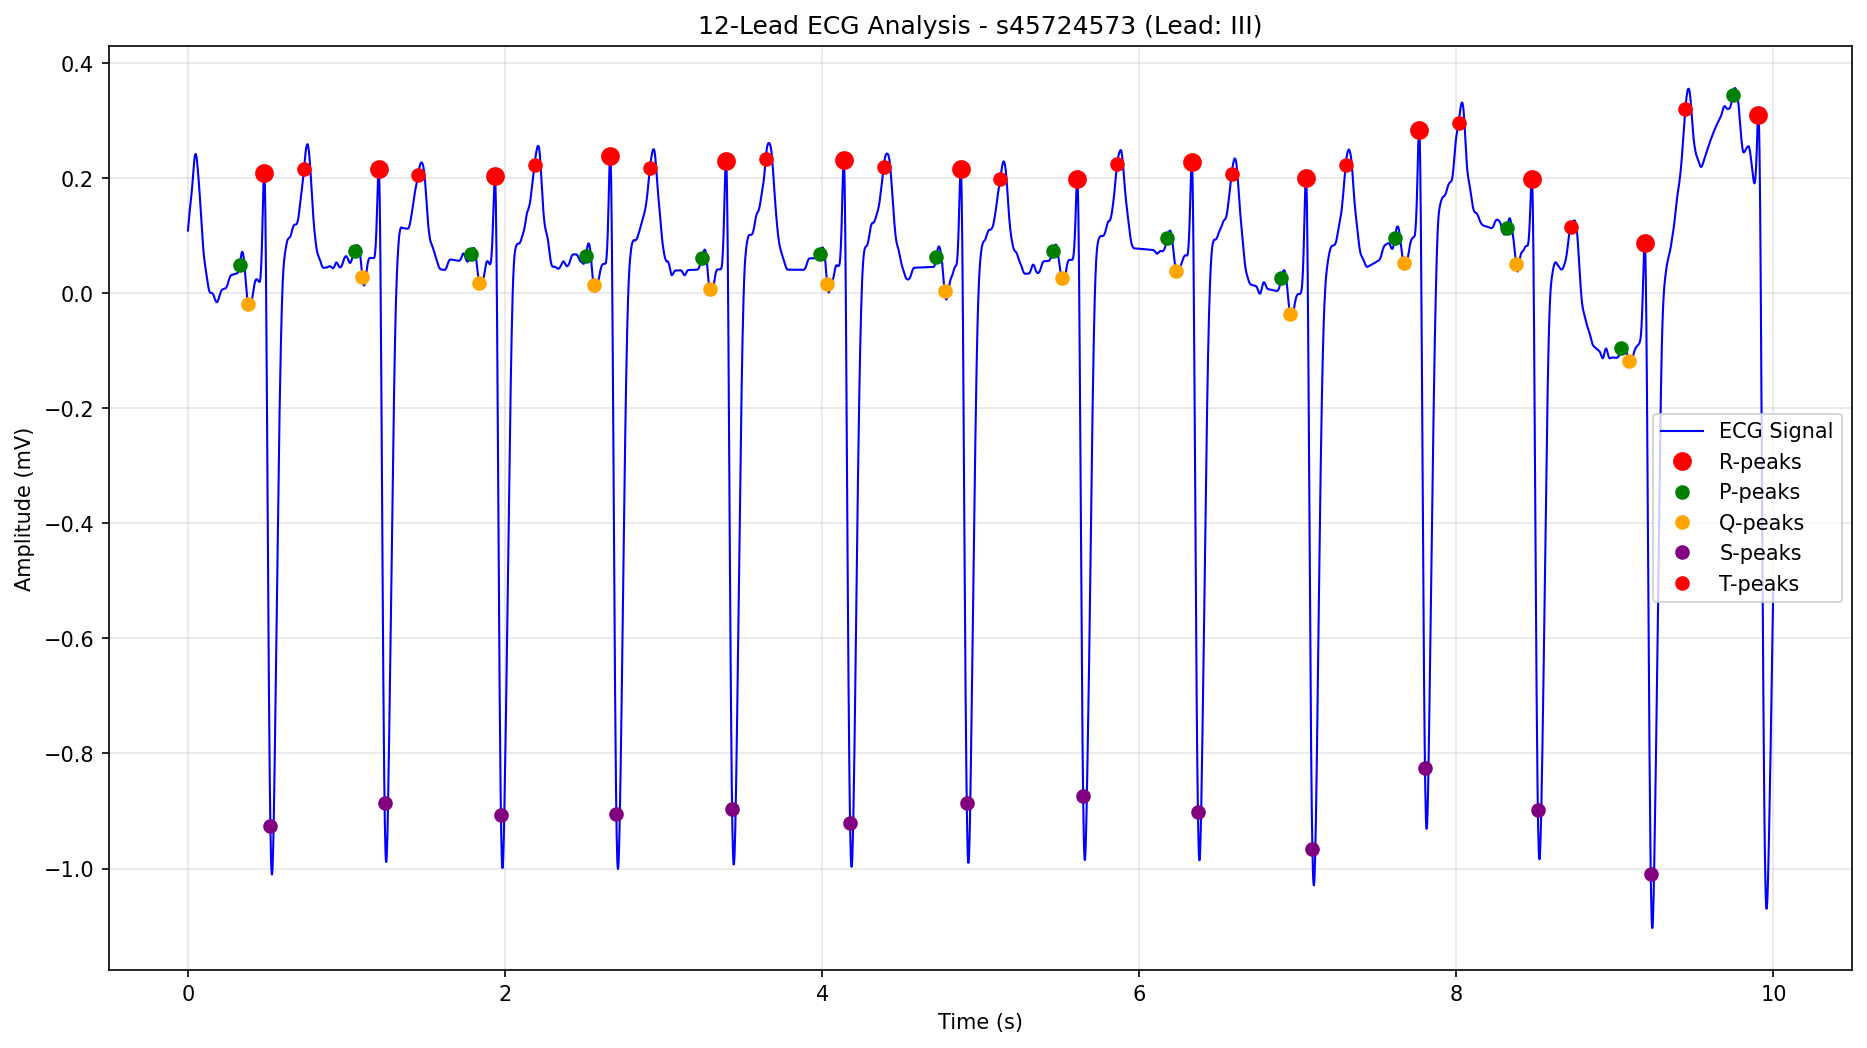 12-Lead ECG Analysis - s45724573 (Lead: III)
Amplitude (mV)
0.4
0.2
0.0
−0.2
−0.4
−0.6
−0.8
−1.0
ECG Signal
R-peaks
P-peaks
Q-peaks
S-peaks
T-peaks
0 2 4 6 8 10
Time (s)